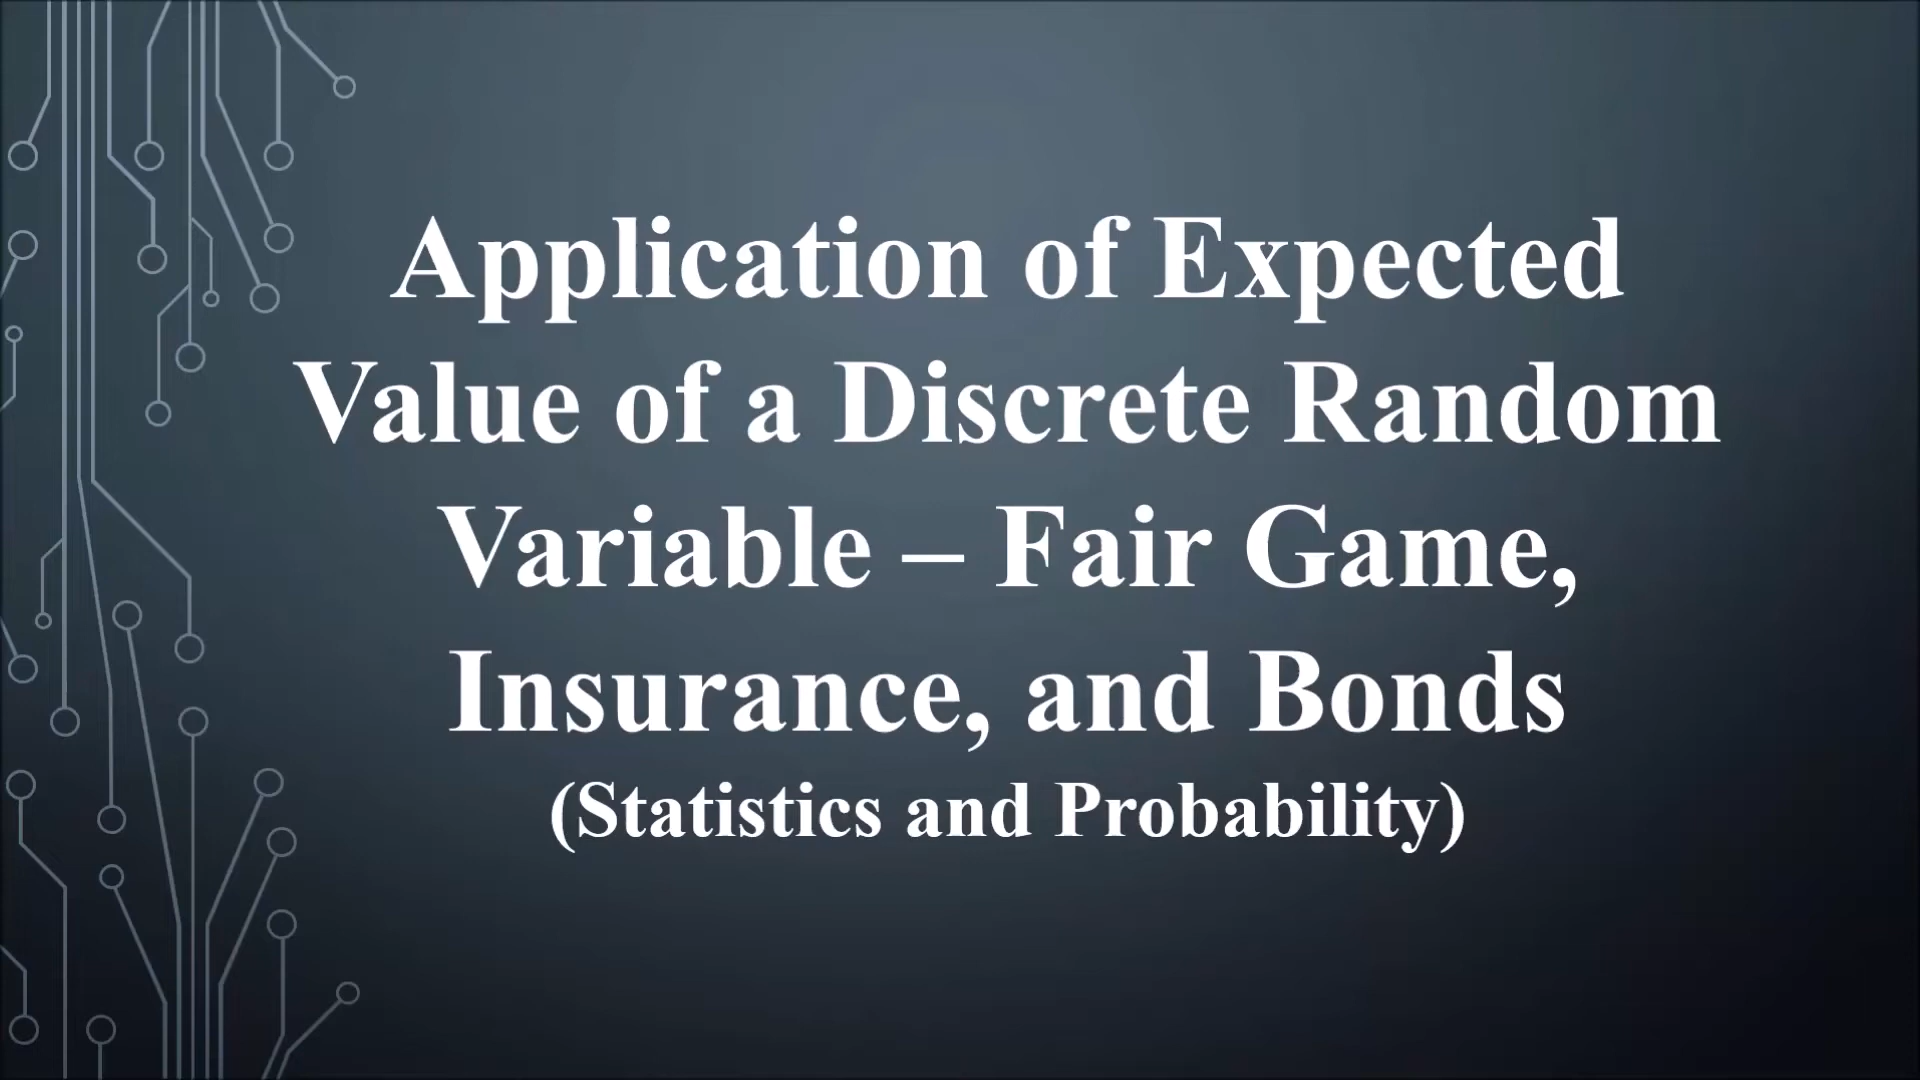 Application of Expected
Value of a Discrete Random
Variable – Fair Game,
Insurance, and Bonds
(Statistics and Probability)